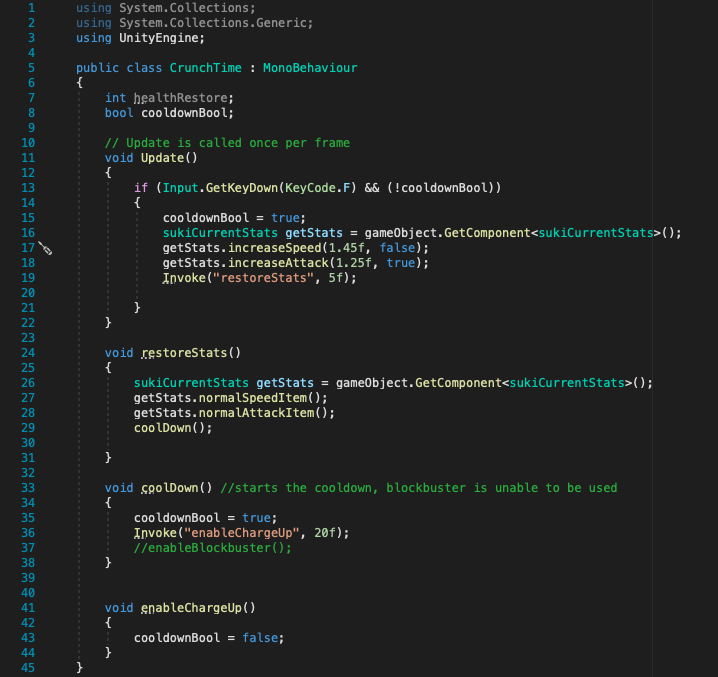 1 using System.Collections;
2 using System.Collections.Generic;
3 using UnityEngine;
4
5 public class CrunchTime : MonoBehaviour
6 {
7 int healthRestore;
8 bool cooldownBool;
9
10 // Update is called once per frame
11 void Update()
12 {
13 if (Input.GetKeyDown(KeyCode.F) && (!cooldownBool))
14 {
15 cooldownBool = true;
16 sukiCurrentStats getStats = gameObject.GetComponent<sukiCurrentStats>();
17 getStats.increaseSpeed(1.45f, false);
18 getStats.increaseAttack(1.25f, true);
19 Invoke("restoreStats", 5f);
20
21 }
22 }
23
24 void restoreStats()
25 {
26 sukiCurrentStats getStats = gameObject.GetComponent<sukiCurrentStats>();
27 getStats.normalSpeedItem();
28 getStats.normalAttackItem();
29 coolDown();
30
31 }
32
33 void coolDown() //starts the cooldown, blockbuster is unable to be used
34 {
35 cooldownBool = true;
36 Invoke("enableChargeUp", 20f);
37 //enableBlockbuster();
38 }
39
40
41 void enableChargeUp()
42 {
43 cooldownBool = false;
44 }
45 }